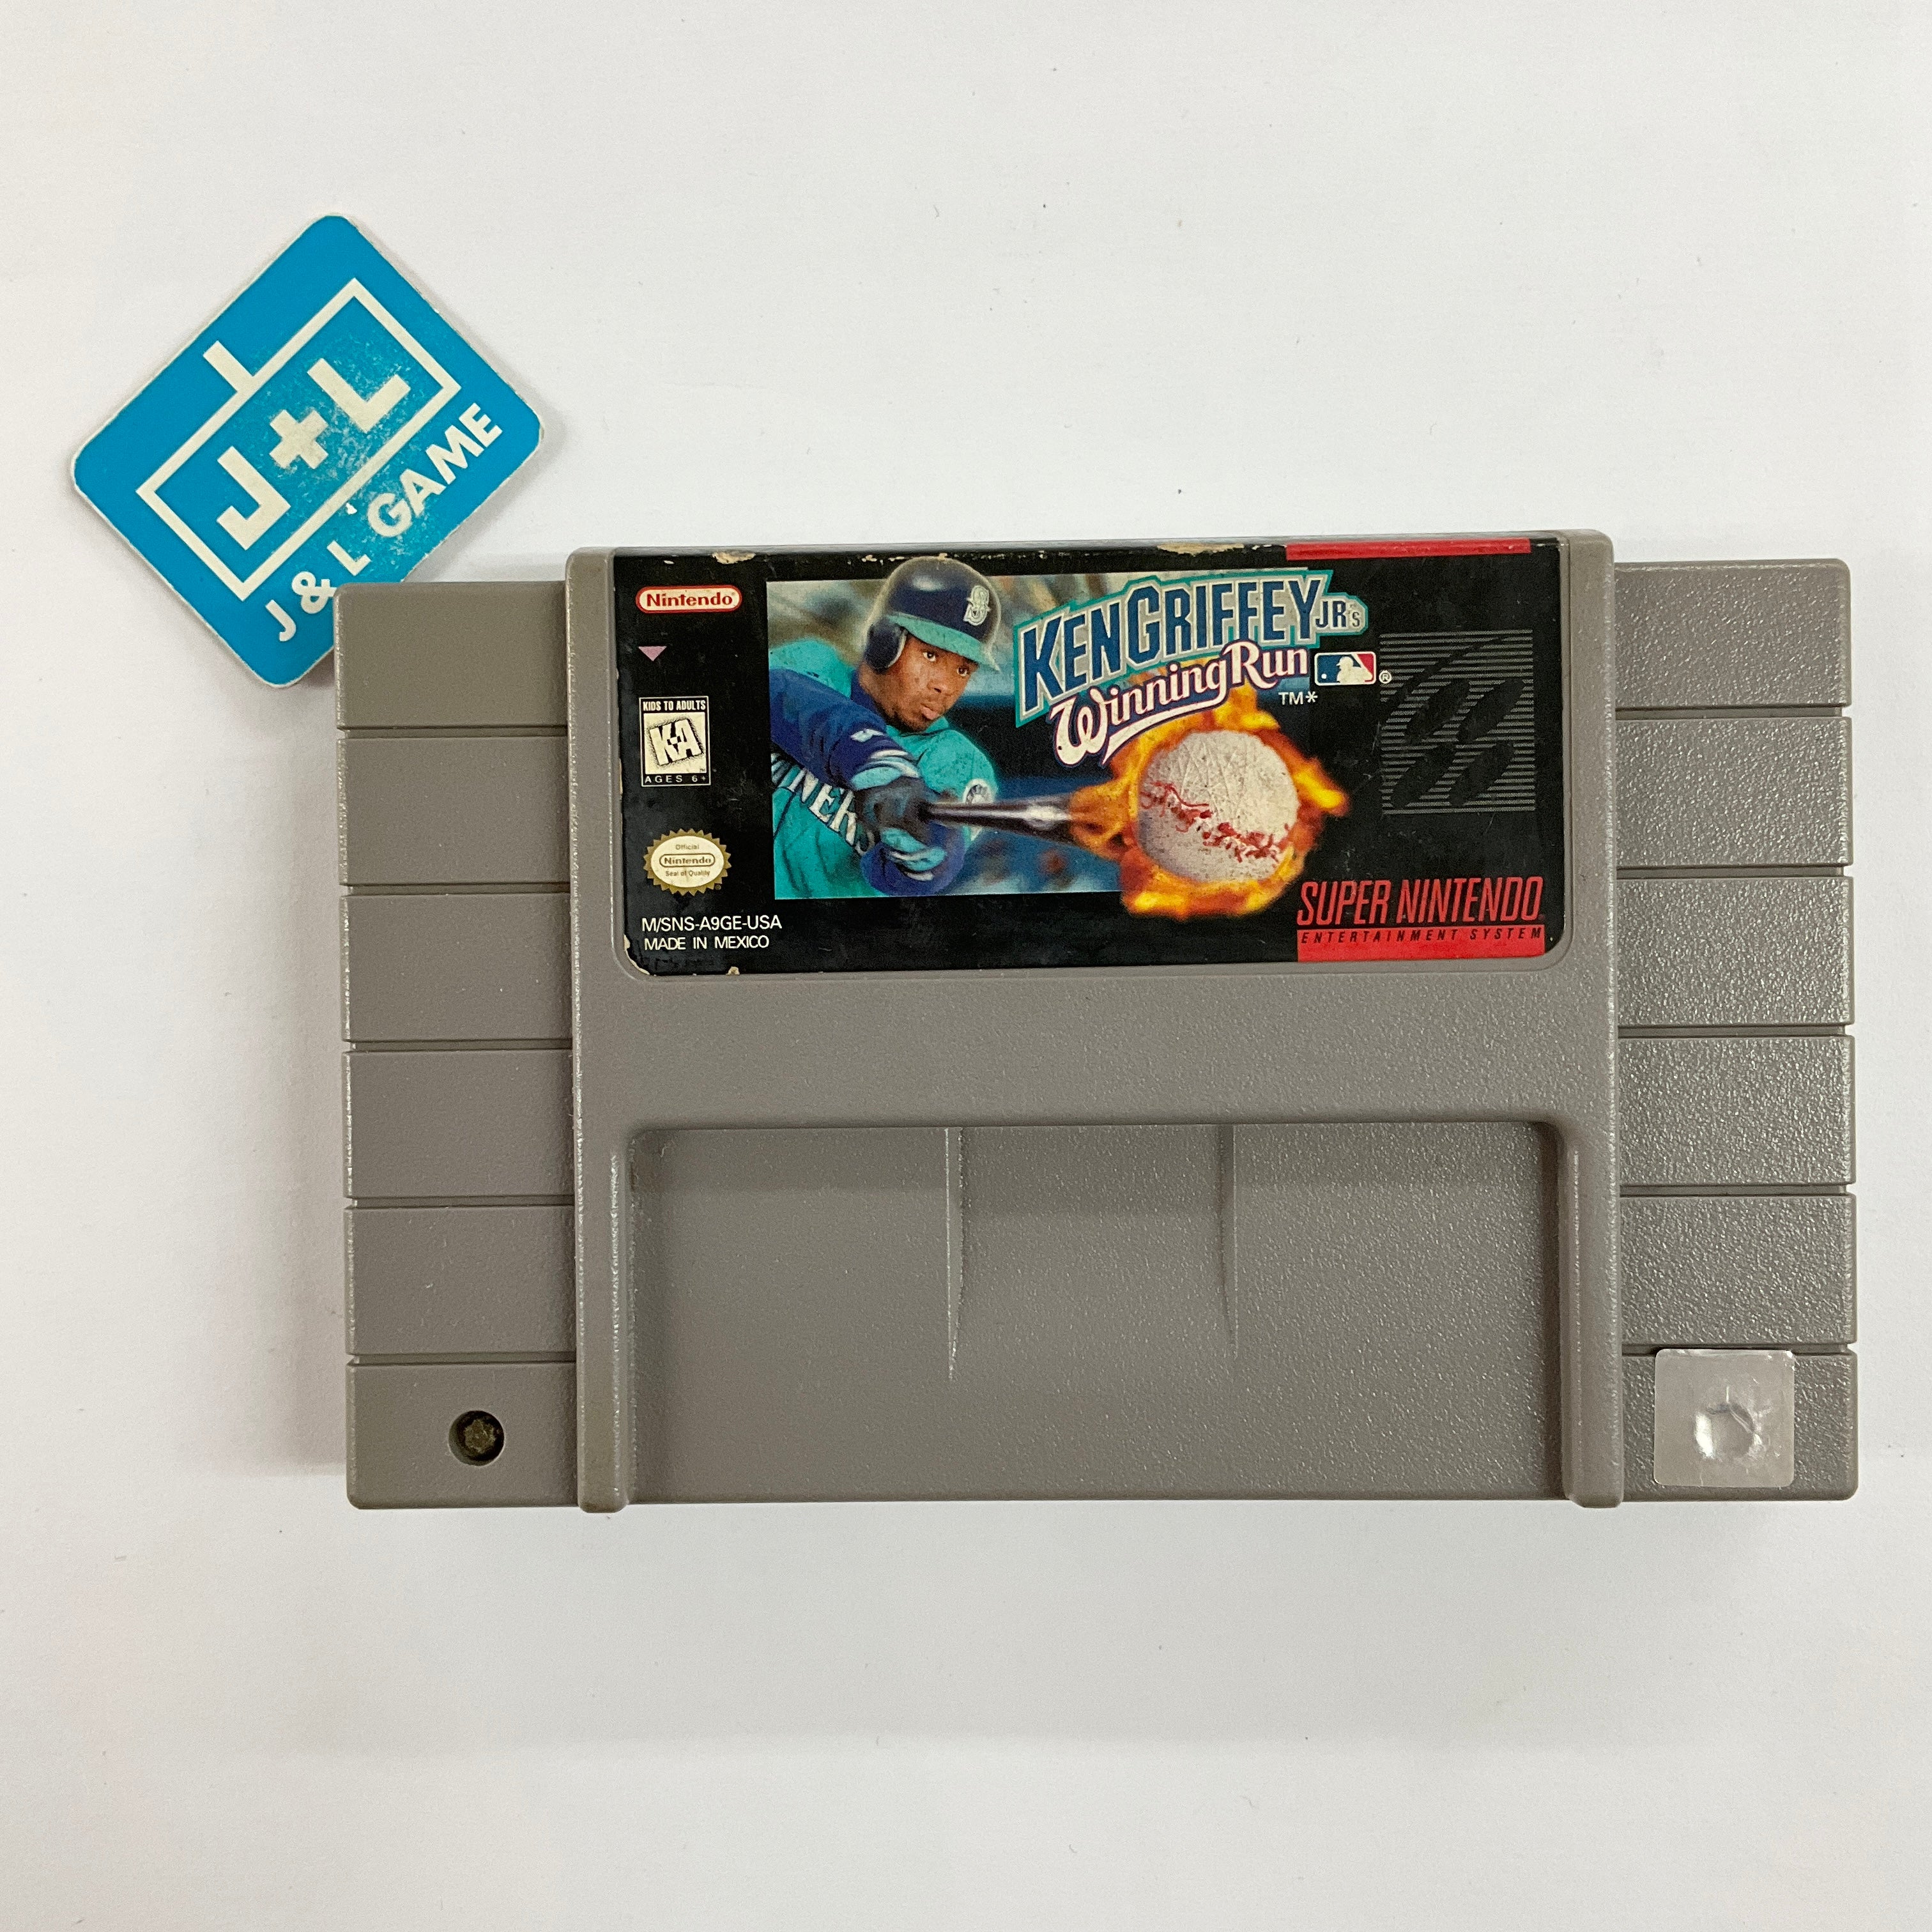 J+L
J & L GAME
Nintendo®
KEN GRIFFEY JR'S
Winning Run
TM*
®
KIDS TO ADULTS
K-A
AGES 6+
S
NERS
Official
Nintendo
Seal of Quality
M/SNS-A9GE-USA
MADE IN MEXICO
SUPER NINTENDO
ENTERTAINMENT SYSTEM